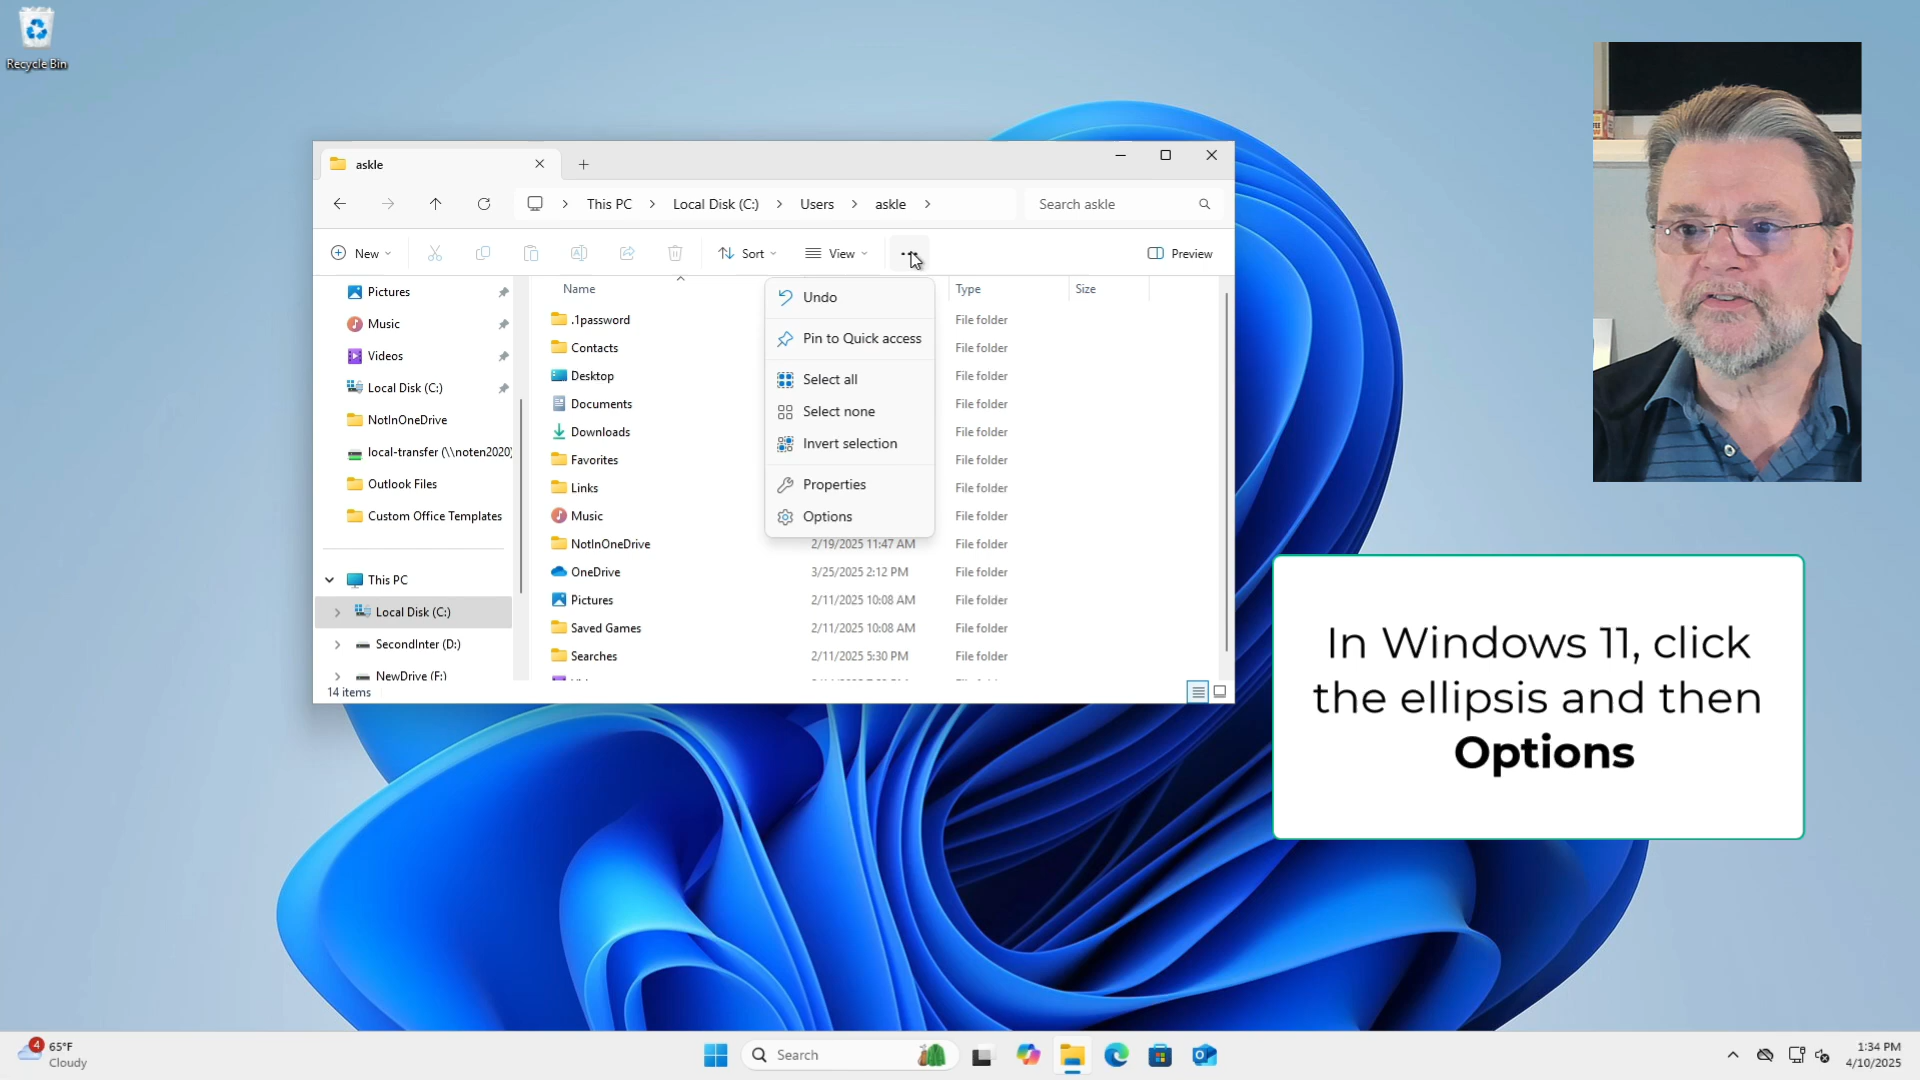 Recycle Bin
askle
This PC
Local Disk (C:)
Users
askle
Search askle
New
Sort
View
Preview
Pictures
Music
Videos
Local Disk (C:)
NotInOneDrive
local-transfer (\\noten2020)
Outlook Files
Custom Office Templates
This PC
Local Disk (C:)
SecondInter (D:)
NewDrive (F:)
Name
Type
Size
.1password
File folder
Contacts
File folder
Desktop
File folder
Documents
File folder
Downloads
File folder
Favorites
File folder
Links
File folder
Music
File folder
NotInOneDrive
2/19/2025 11:47 AM
File folder
OneDrive
3/25/2025 2:12 PM
File folder
Pictures
2/11/2025 10:08 AM
File folder
Saved Games
2/11/2025 10:08 AM
File folder
Searches
2/11/2025 5:30 PM
File folder
Undo
Pin to Quick access
Select all
Select none
Invert selection
Properties
Options
14 items
In Windows 11, click
the ellipsis and then
Options
4
65°F
Cloudy
Search
1:34 PM
4/10/2025